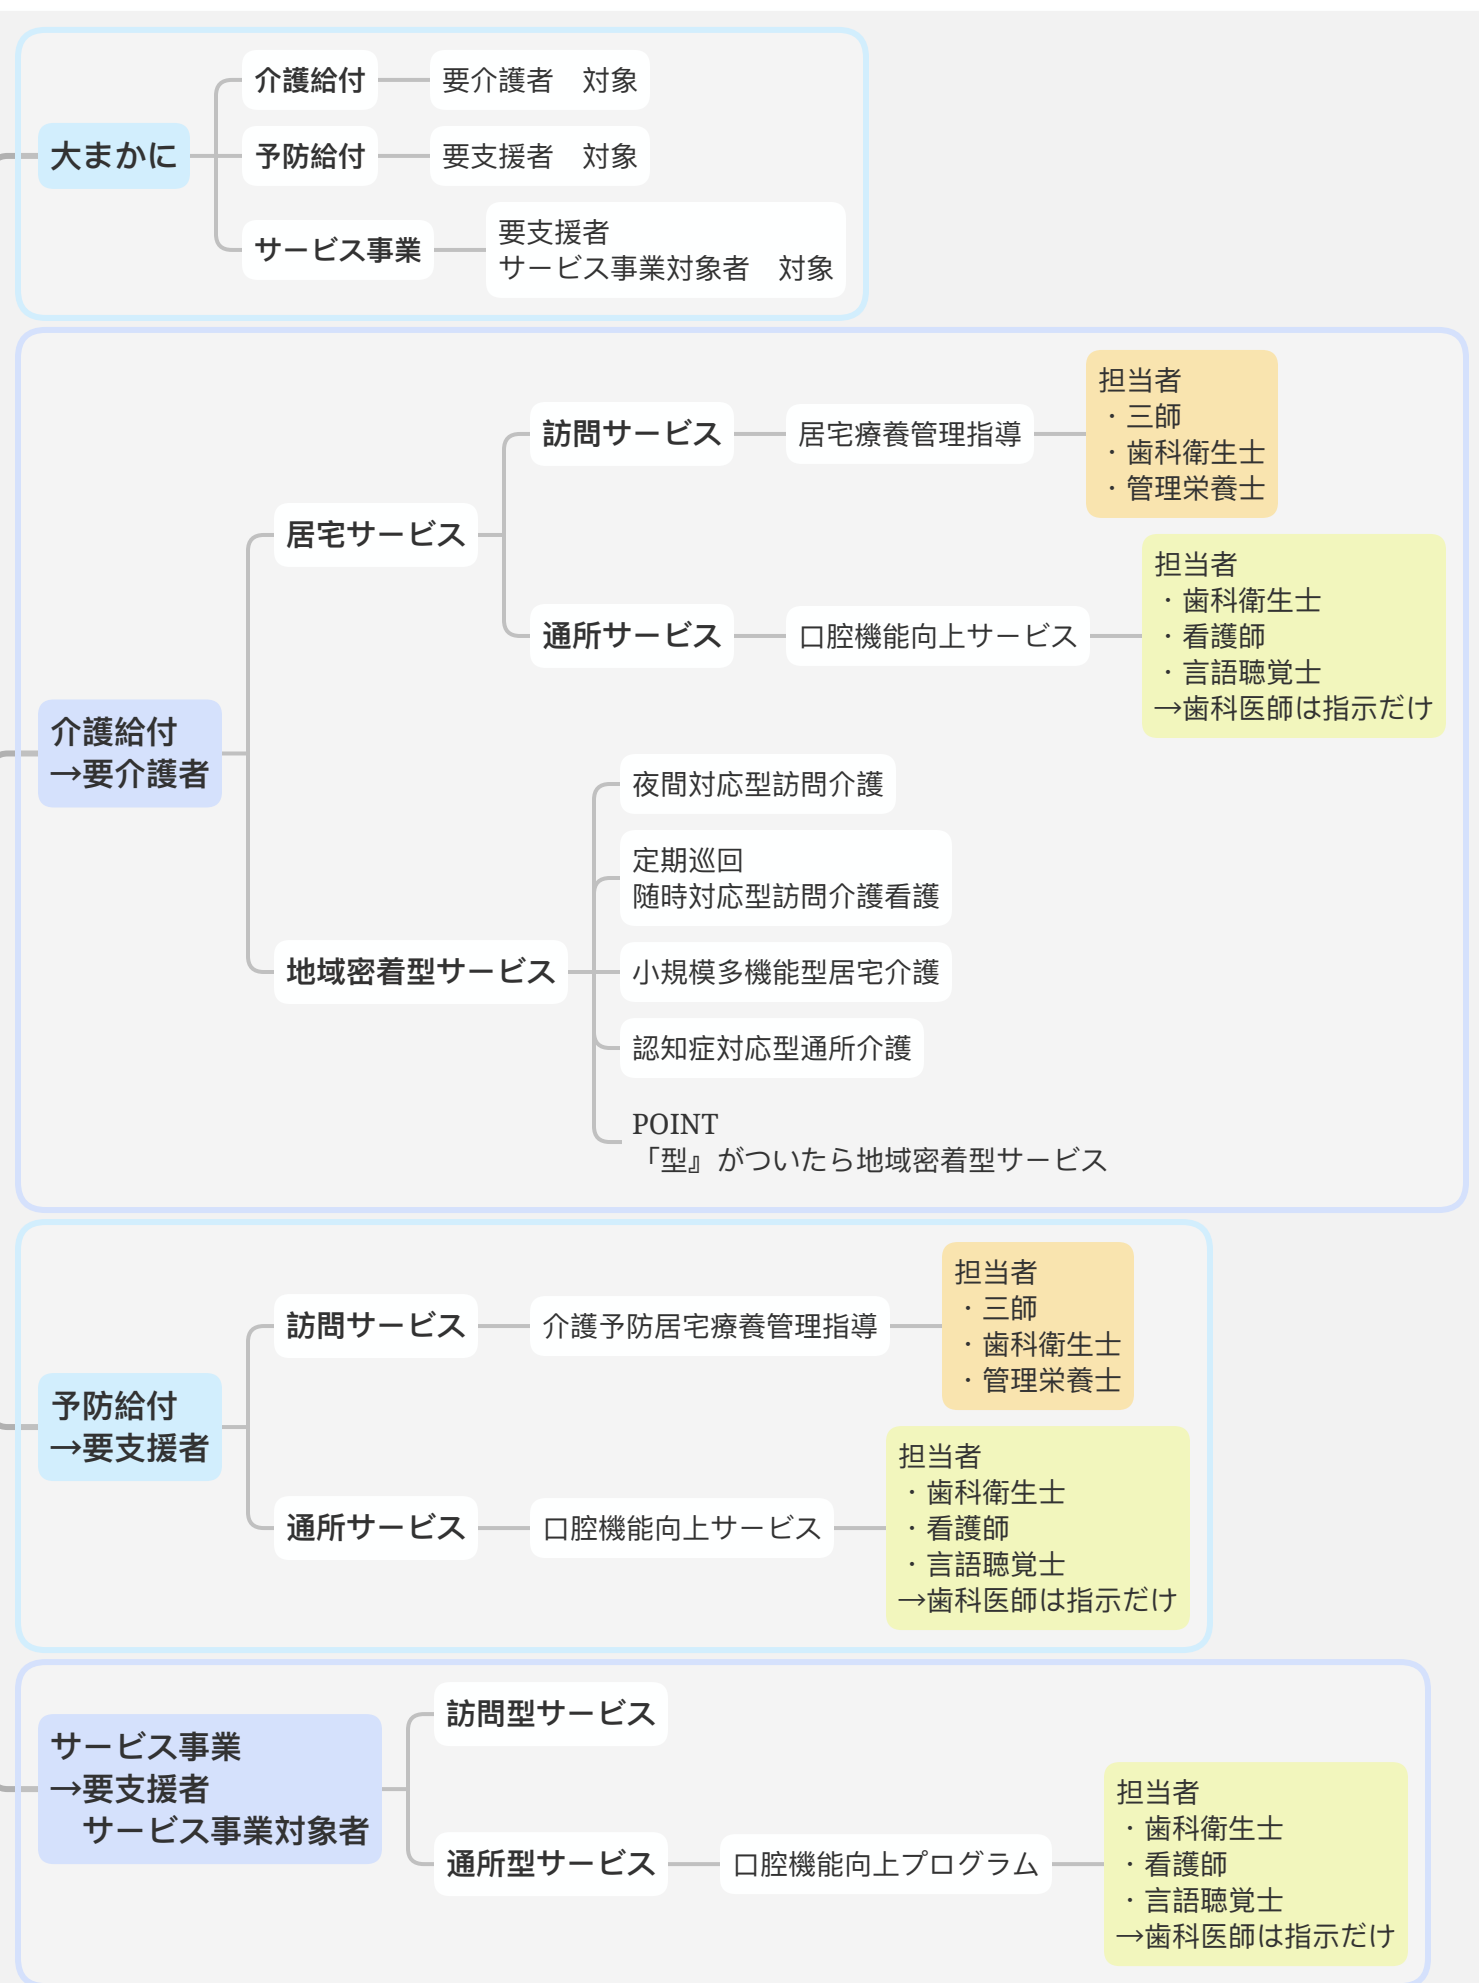 大まかに
介護給付
要介護者　対象
予防給付
要支援者　対象
サービス事業
要支援者
サービス事業対象者　対象
介護給付
→要介護者
居宅サービス
訪問サービス
居宅療養管理指導
担当者
・三師
・歯科衛生士
・管理栄養士
通所サービス
口腔機能向上サービス
担当者
・歯科衛生士
・看護師
・言語聴覚士
→歯科医師は指示だけ
地域密着型サービス
夜間対応型訪問介護
定期巡回
随時対応型訪問介護看護
小規模多機能型居宅介護
認知症対応型通所介護
POINT
「型』がついたら地域密着型サービス
予防給付
→要支援者
訪問サービス
介護予防居宅療養管理指導
担当者
・三師
・歯科衛生士
・管理栄養士
通所サービス
口腔機能向上サービス
担当者
・歯科衛生士
・看護師
・言語聴覚士
→歯科医師は指示だけ
サービス事業
→要支援者
　サービス事業対象者
訪問型サービス
通所型サービス
口腔機能向上プログラム
担当者
・歯科衛生士
・看護師
・言語聴覚士
→歯科医師は指示だけ